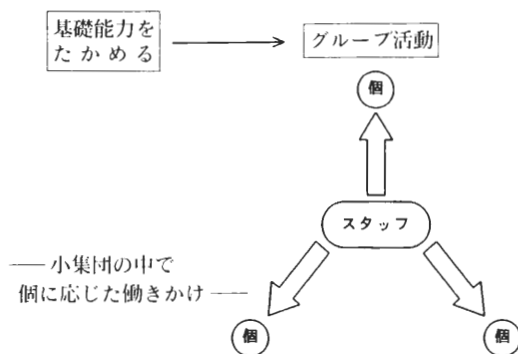 基礎能力を
たかめる
グループ活動
個
スタッフ
── 小集団の中で
個に応じた働きかけ ──
個
個